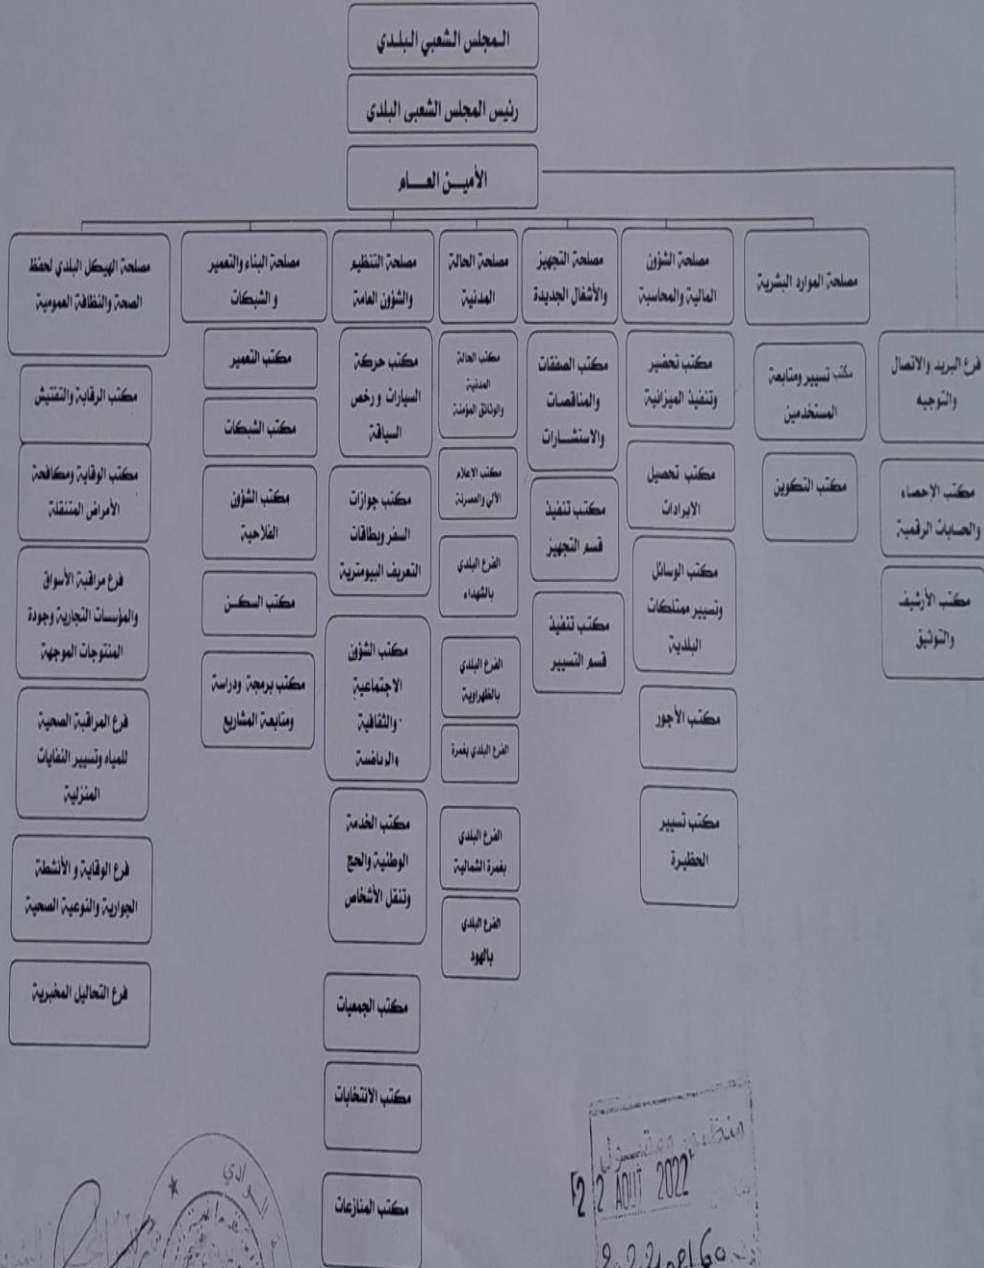 المجلس الشعبي البلدي
رئيس المجلس الشعبي البلدي
الأمين العام
مصلحة الموارد البشرية
مكتب تسيير ومتابعة
المستخدمين
مكتب التكوين
مصلحة الشؤون
المالية والمحاسبة
مكتب تحضير
وتنفيذ الميزانية
مكتب تحصيل
الايرادات
مكتب الوسائل
وتسيير ممتلكات
البلدية
مكتب الأجور
مكتب تسيير
الحظيرة
مصلحة التجهيز
والأشغال الجديدة
مكتب الصفقات
والمناقصات
والاستشارات
مكتب تنفيذ
قسم التجهيز
مكتب تنفيذ
قسم التسيير
مصلحة الحالة
المدنية
مكتب الحالة
المدنية
والوثائق المؤمنة
مكتب الاعلام
الآلي والعصرنة
الفرع البلدي
بالشهداء
الفرع البلدي
بالظهراوية
الفرع البلدي بغمرة
الفرع البلدي
بغمرة الشمالية
الفرع البلدي
بالهود
مصلحة التنظيم
والشؤون العامة
مكتب حركة
السيارات ورخص
السياقة
مكتب جوازات
السفر وبطاقات
التعريف البيومترية
مكتب الشؤون
الاجتماعية
والثقافية
والرياضية
مكتب الخدمة
الوطنية والحج
وتنقل الأشخاص
مكتب الجمعيات
مكتب الانتخابات
مكتب المنازعات
مصلحة البناء والتعمير
والشبكات
مكتب التعمير
مكتب الشبكات
مكتب الشؤون
الفلاحية
مكتب السكن
مكتب برمجة ودراسة
ومتابعة المشاريع
مصلحة الهيكل البلدي لحفظ
الصحة والنظافة العمومية
مكتب الرقابة والتفتيش
مكتب الوقاية ومكافحة
الأمراض المتنقلة
فرع مراقبة الأسواق
والمؤسسات التجارية وجودة
المنتوجات الموجهة
فرع المراقبة الصحية
للمياه وتسيير النفايات
المنزلية
فرع الوقاية و الأنشطة
الجوارية والنوعية الصحية
فرع التحاليل المخبرية
فرع البريد والاتصال
والتوجيه
مكتب الإحصاء
والحسابات الرقمية
مكتب الأرشيف
والتوثيق
2 AOUT 2022
الوادي